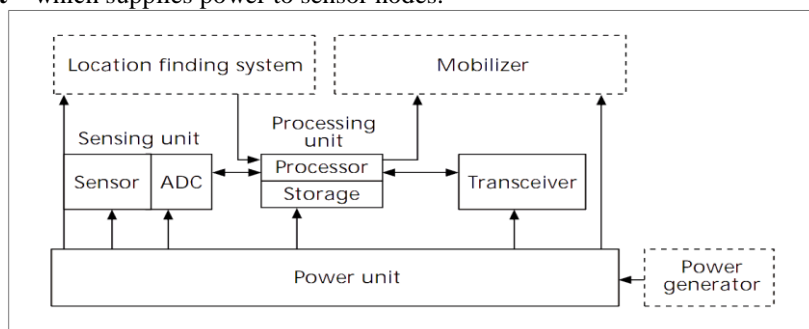 which supplies power to sensor nodes.
Location finding system
Mobilizer
Sensing unit
Processing
unit
Sensor
ADC
Processor
Storage
Transceiver
Power unit
Power
generator